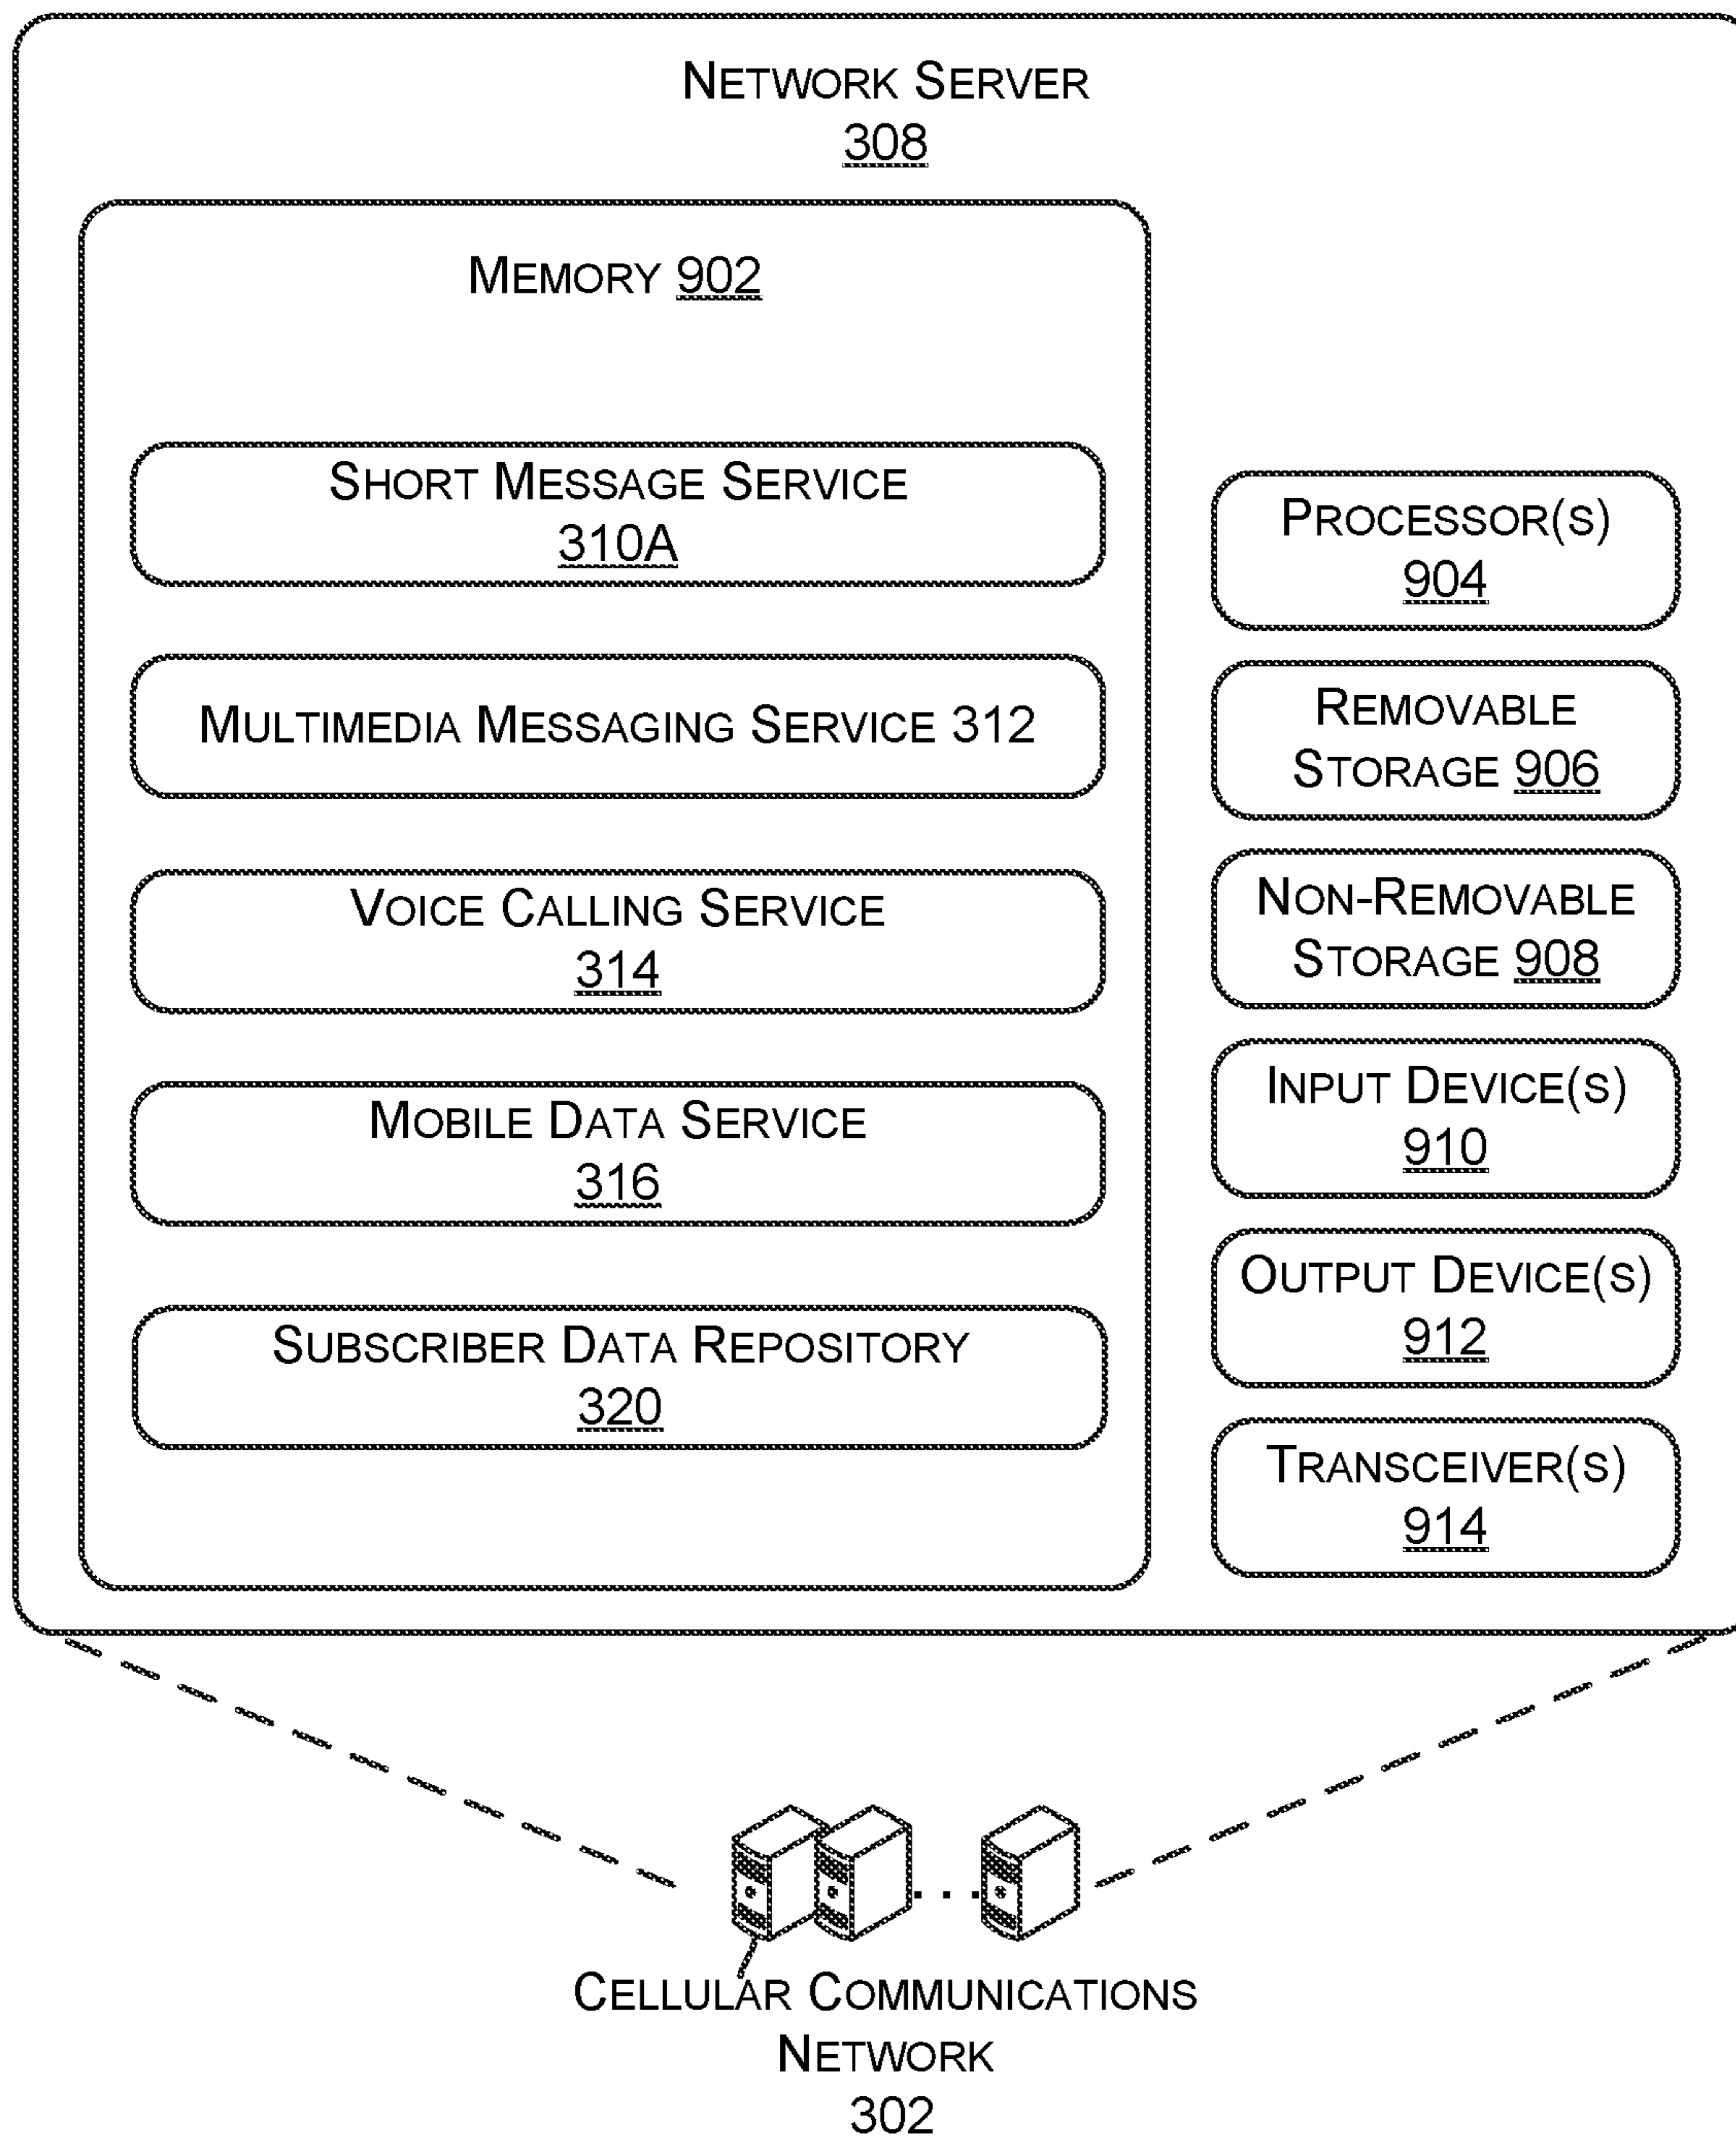 NETWORK SERVER
308
MEMORY 902
SHORT MESSAGE SERVICE
310A
MULTIMEDIA MESSAGING SERVICE 312
VOICE CALLING SERVICE
314
MOBILE DATA SERVICE
316
SUBSCRIBER DATA REPOSITORY
320
PROCESSOR(S)
904
REMOVABLE
STORAGE 906
NON-REMOVABLE
STORAGE 908
INPUT DEVICE(S)
910
OUTPUT DEVICE(S)
912
TRANSCEIVER(S)
914
CELLULAR COMMUNICATIONS
NETWORK
302